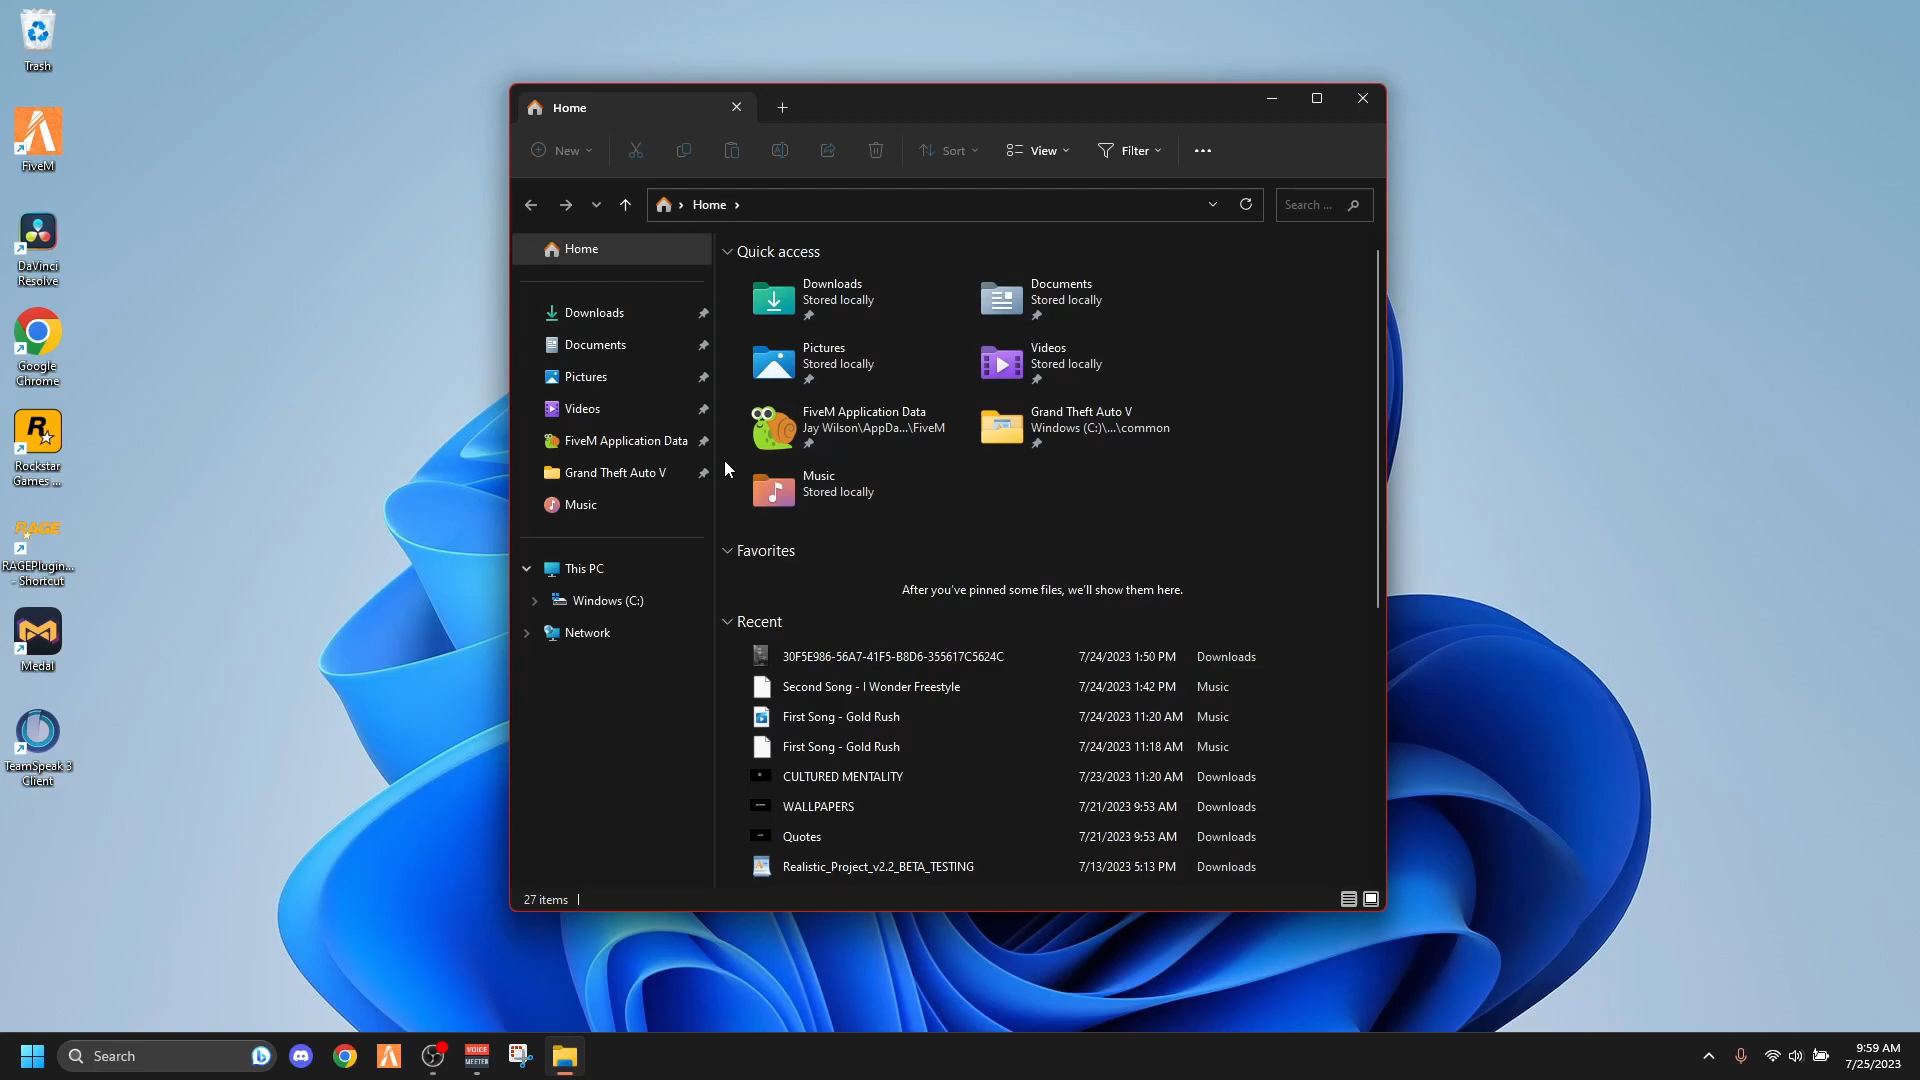 Trash
FiveM
DaVinci
Resolve
Google
Chrome
Rockstar
Games ...
RAGE
RAGEPlugin...
- Shortcut
Medal
TeamSpeak 3
Client
Home
New
Sort
View
Filter
Home
Search ...
Home
Downloads
Documents
Pictures
Videos
FiveM Application Data
Grand Theft Auto V
Music
This PC
Windows (C:)
Network
Quick access
Downloads
Stored locally
Documents
Stored locally
Pictures
Stored locally
Videos
Stored locally
FiveM Application Data
Jay Wilson\AppDa...\FiveM
Grand Theft Auto V
Windows (C:)\...\common
Music
Stored locally
Favorites
After you've pinned some files, we'll show them here.
Recent
30F5E986-56A7-41F5-B8D6-355617C5624C 7/24/2023 1:50 PM Downloads
Second Song - I Wonder Freestyle 7/24/2023 1:42 PM Music
First Song - Gold Rush 7/24/2023 11:20 AM Music
First Song - Gold Rush 7/24/2023 11:18 AM Music
CULTURED MENTALITY 7/23/2023 11:20 AM Downloads
WALLPAPERS 7/21/2023 9:53 AM Downloads
Quotes 7/21/2023 9:53 AM Downloads
Realistic_Project_v2.2_BETA_TESTING 7/13/2023 5:13 PM Downloads
27 items
Search
VOICE
MEETER
9:59 AM
7/25/2023